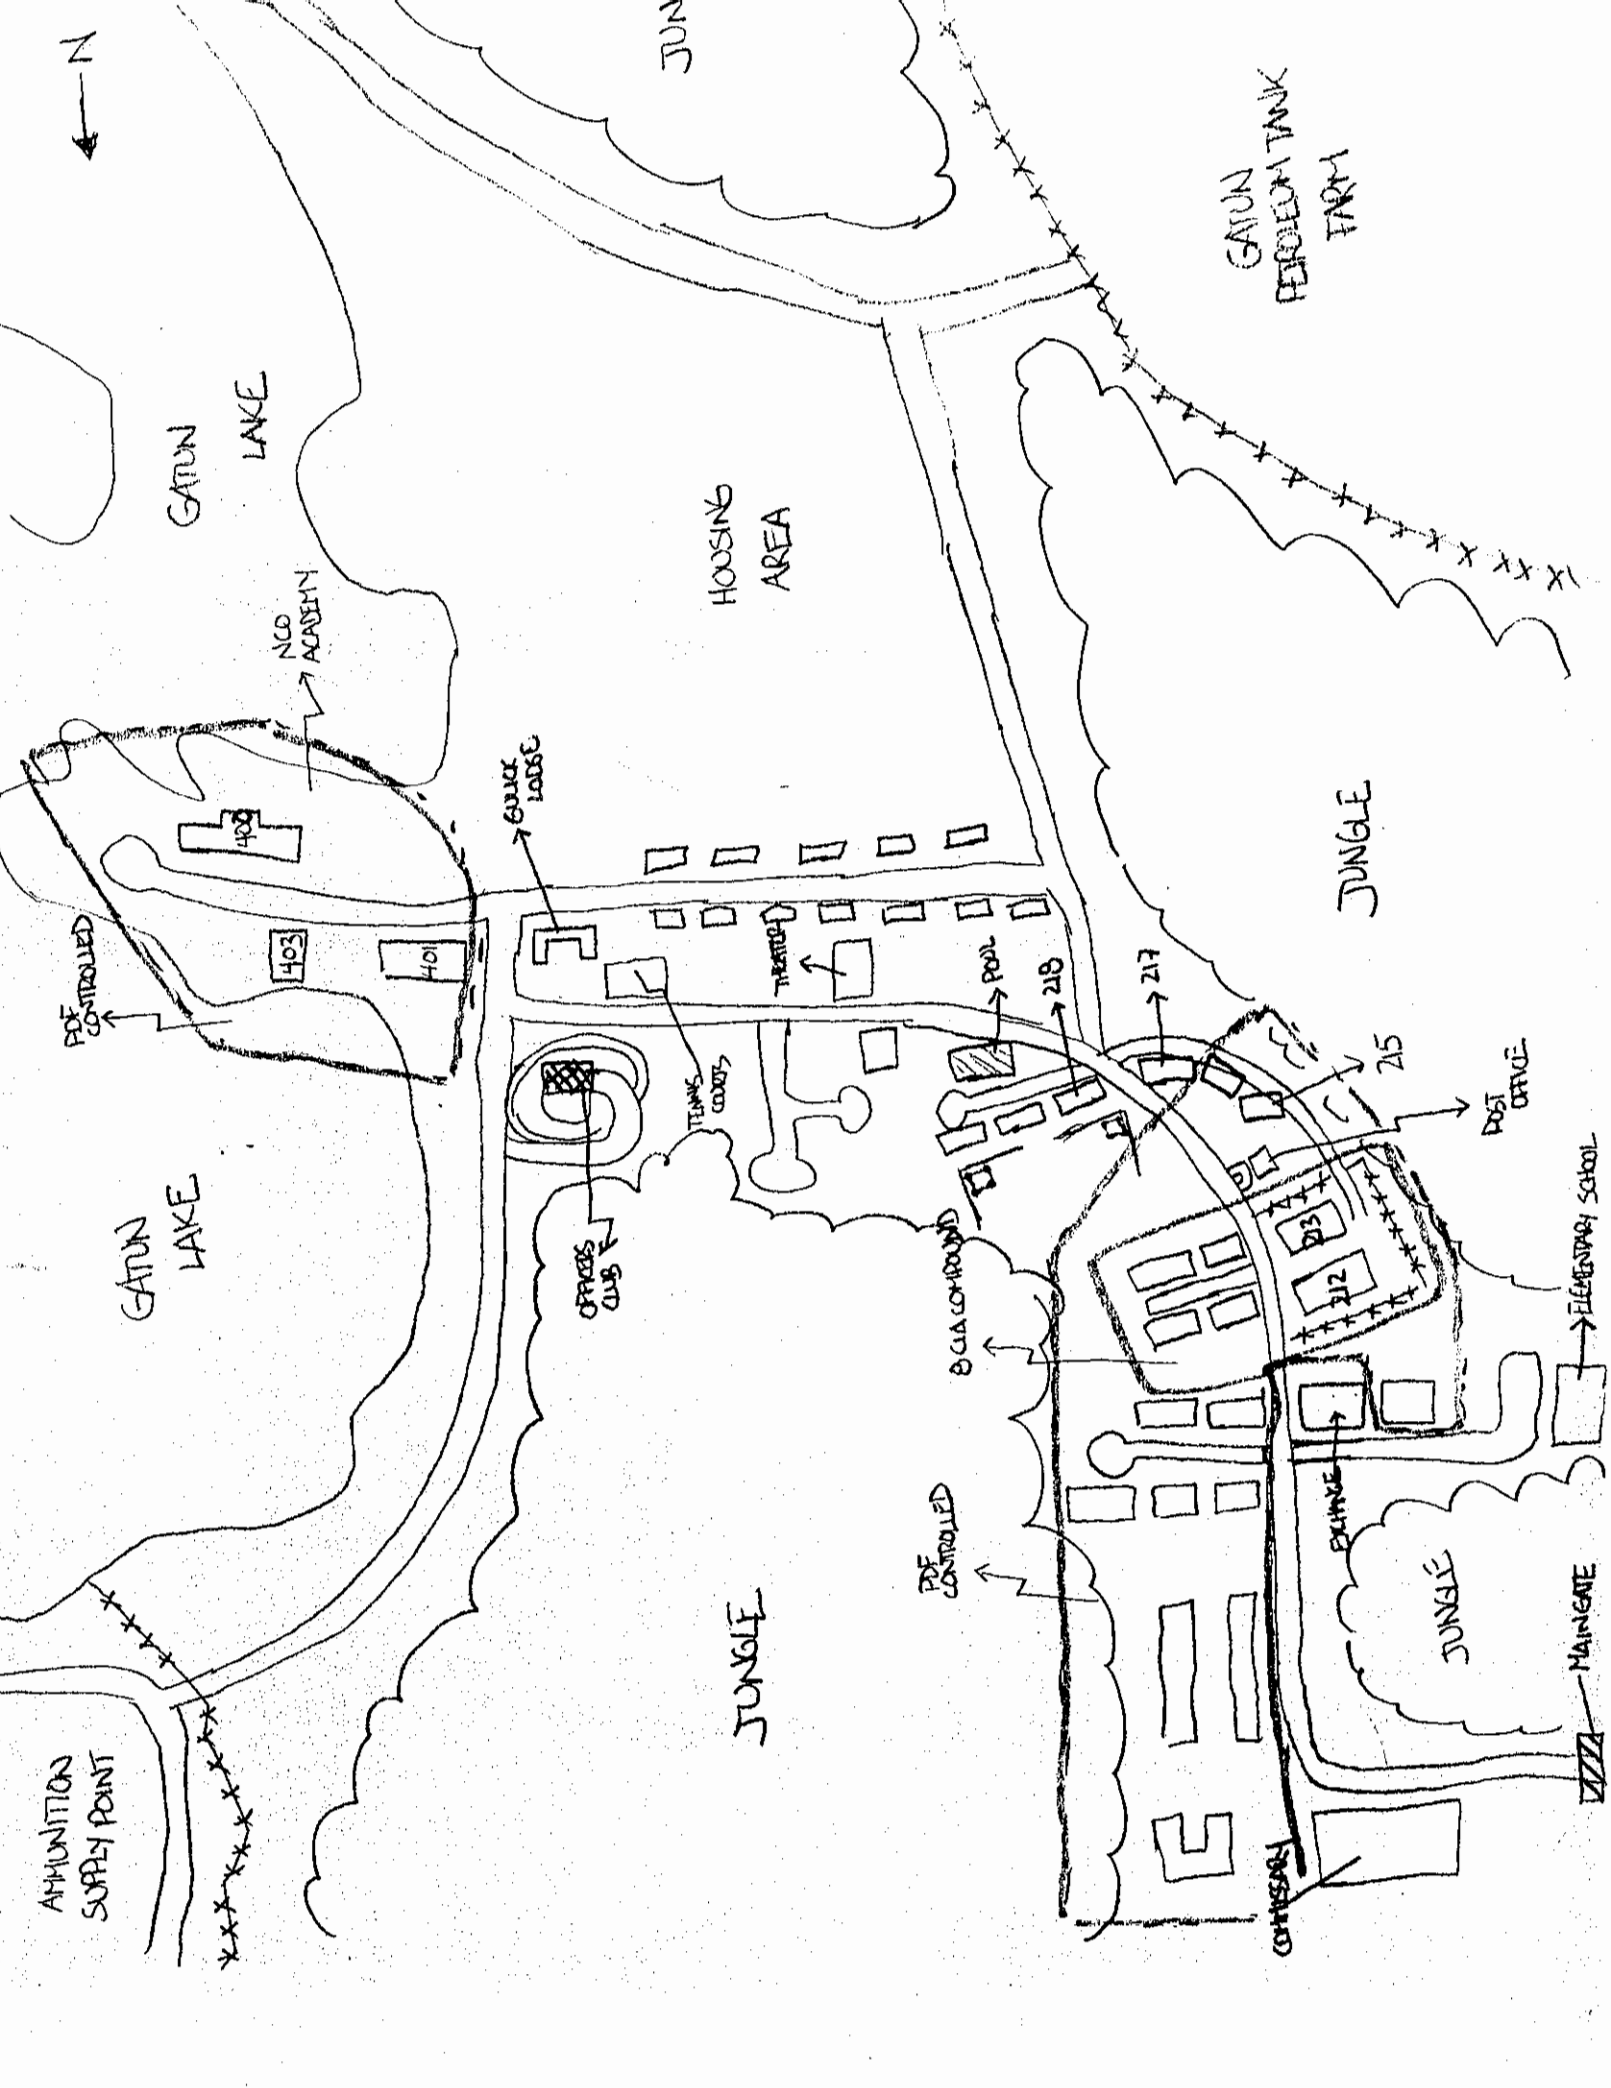 N
JUN
GATUN
PETROLEUM TANK
FARM
GATUN
LAKE
HOUSING
AREA
NCO
ACADEMY
GULICK
LODGE
400
403
401
PDF
CONTROLLED
THEATER
POOL
218
217
215
POST
OFFICE
JUNGLE
TENNIS
COURTS
OFFICERS
CLUB
GATUN
LAKE
COMPOUND
213
212
ELEMENTARY SCHOOL
PDF
CONTROLLED
EXCHANGE
JUNGLE
JUNGLE
MAINGATE
COMMISSARY
AMMUNITION
SUPPLY POINT